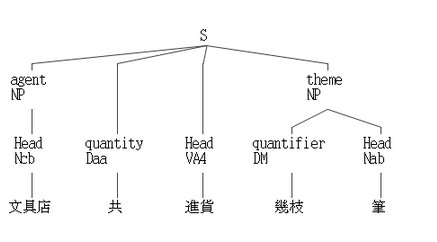 S
agent theme
NP NP
Head quantity Head quantifier Head
Ncb Daa VA4 DM Nab
文具店 共 進貨 幾枝 筆